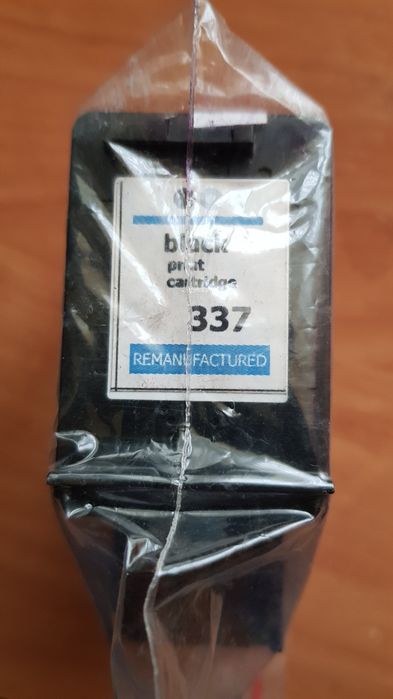 black
print
cartridge
337
REMANUFACTURED